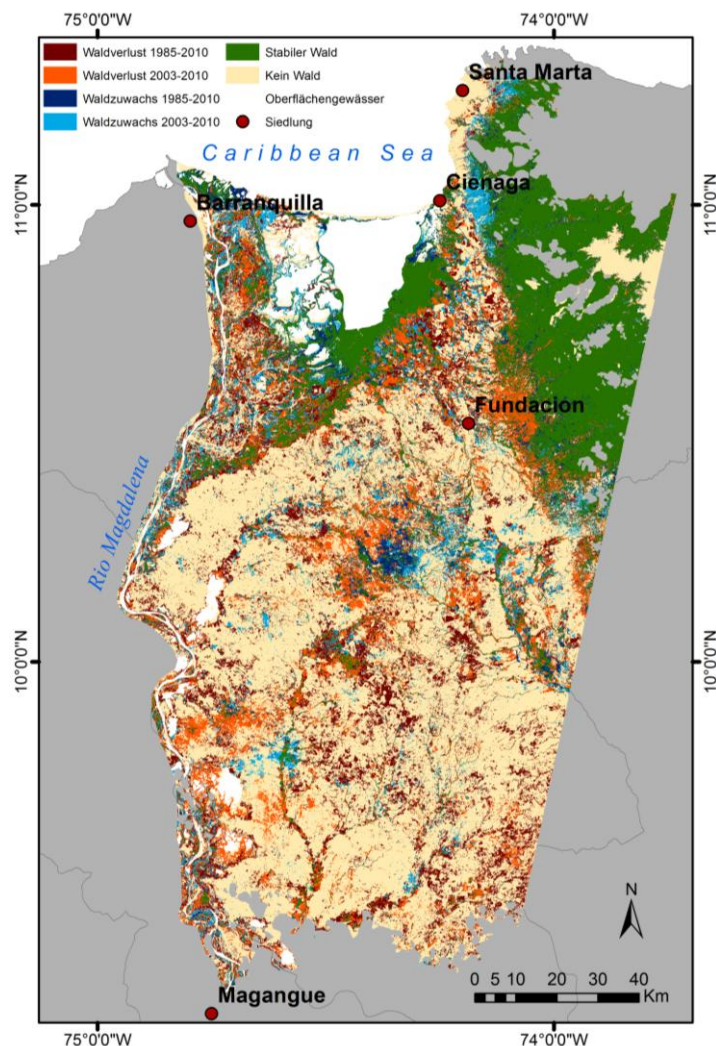 75°0'0"W
74°0'0"W
Waldverlust 1985-2010
Waldverlust 2003-2010
Waldzuwachs 1985-2010
Waldzuwachs 2003-2010
Stabiler Wald
Kein Wald
Oberflächengewässer
Siedlung
Santa Marta
Caribbean Sea
Cienaga
Barranquilla
11°0'0"N
11°0'0"N
Fundacion
Rio Magdalena
10°0'0"N
10°0'0"N
N
0 5 10 20 30 40
Km
Magangue
75°0'0"W
74°0'0"W